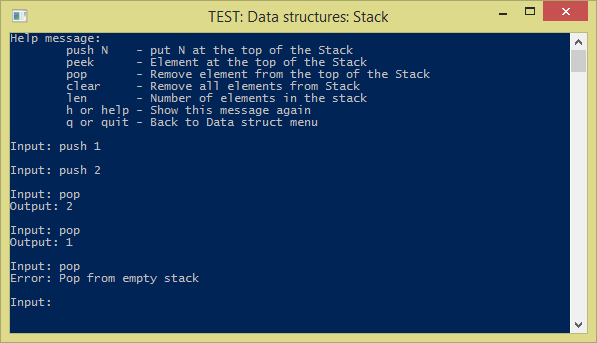 TEST: Data structures: Stack
Help message:
push N - put N at the top of the Stack
peek - Element at the top of the Stack
pop - Remove element from the top of the Stack
clear - Remove all elements from Stack
len - Number of elements in the stack
h or help - Show this message again
q or quit - Back to Data struct menu
Input: push 1
Input: push 2
Input: pop
Output: 2
Input: pop
Output: 1
Input: pop
Error: Pop from empty stack
Input: